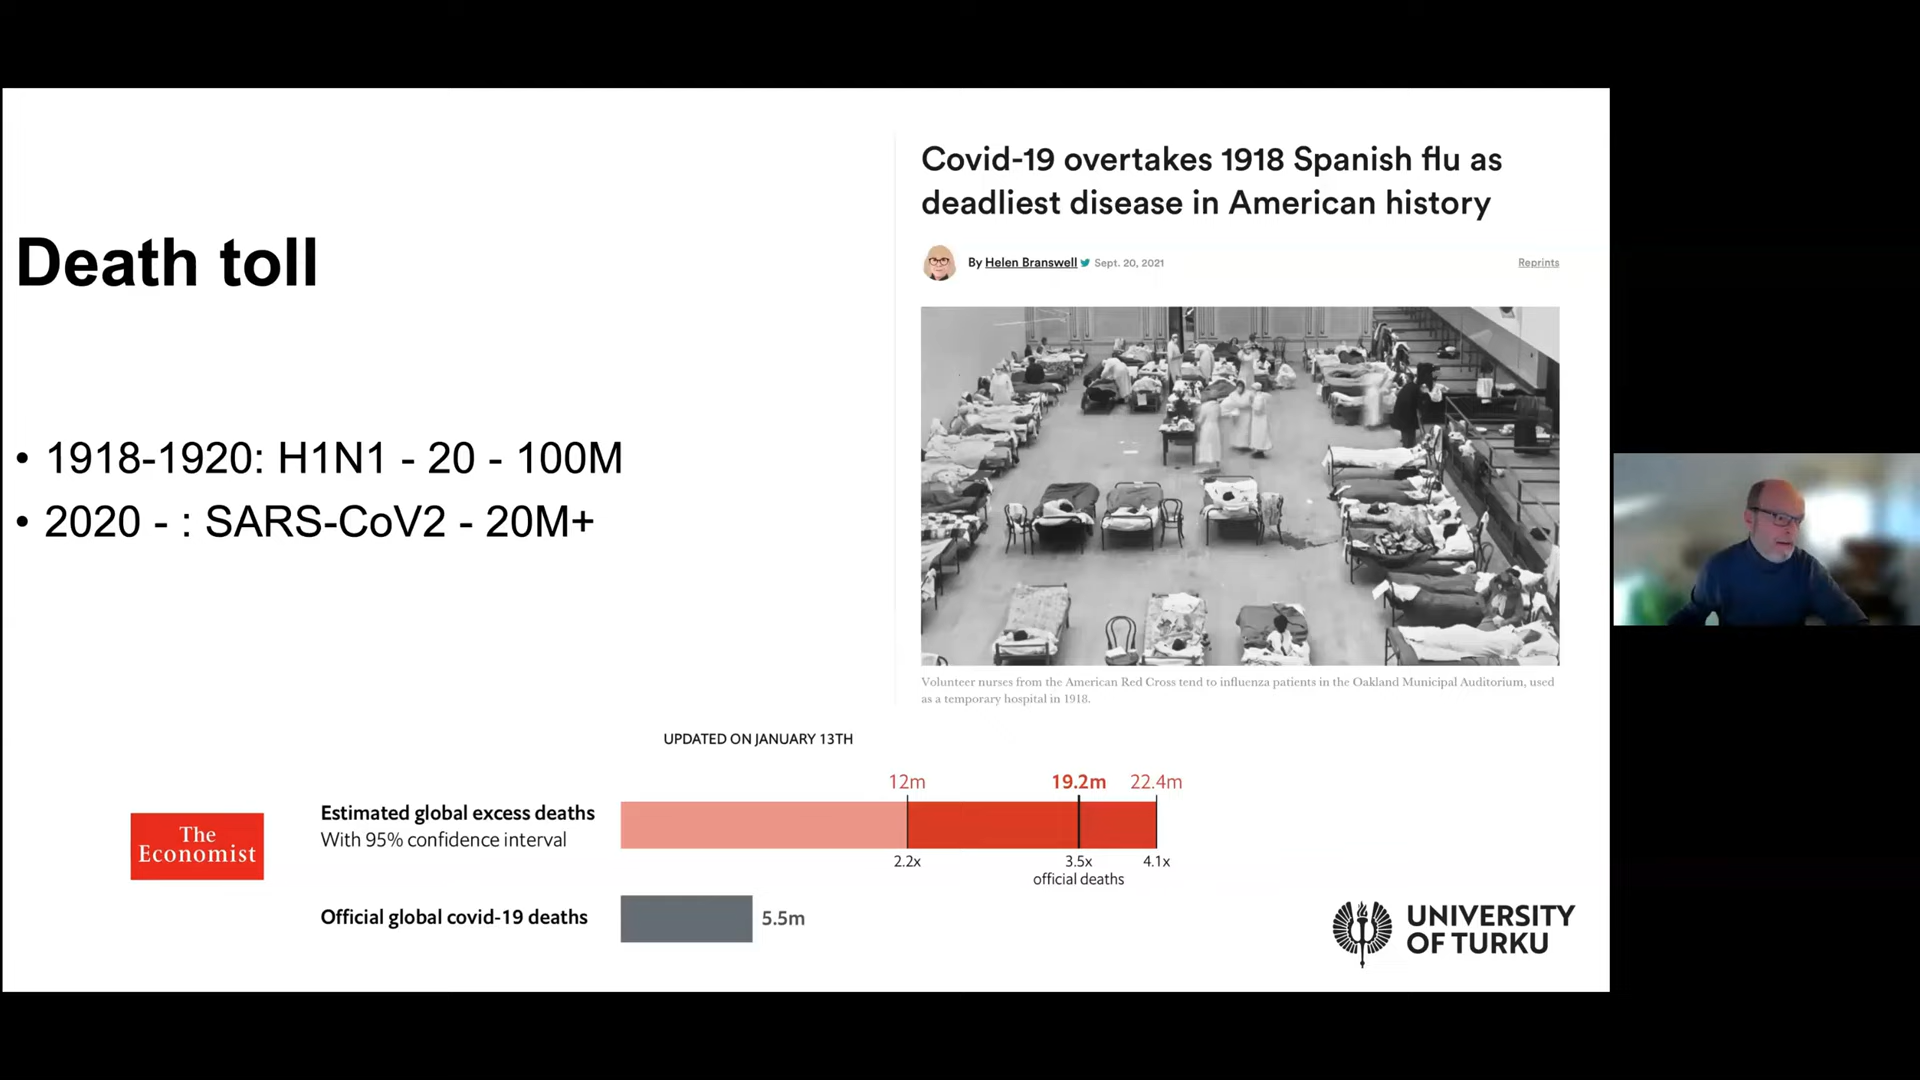 Death toll
• 1918-1920: H1N1 - 20 - 100M
• 2020 - : SARS-CoV2 - 20M+
Covid-19 overtakes 1918 Spanish flu as
deadliest disease in American history
By Helen Branswell Sept. 20, 2021
Reprints
Volunteer nurses from the American Red Cross tend to influenza patients in the Oakland Municipal Auditorium, used
as a temporary hospital in 1918.
UPDATED ON JANUARY 13TH
12m 19.2m 22.4m
Estimated global excess deaths
With 95% confidence interval
2.2x 3.5x 4.1x
official deaths
The
Economist
Official global covid-19 deaths
5.5m
UNIVERSITY
OF TURKU